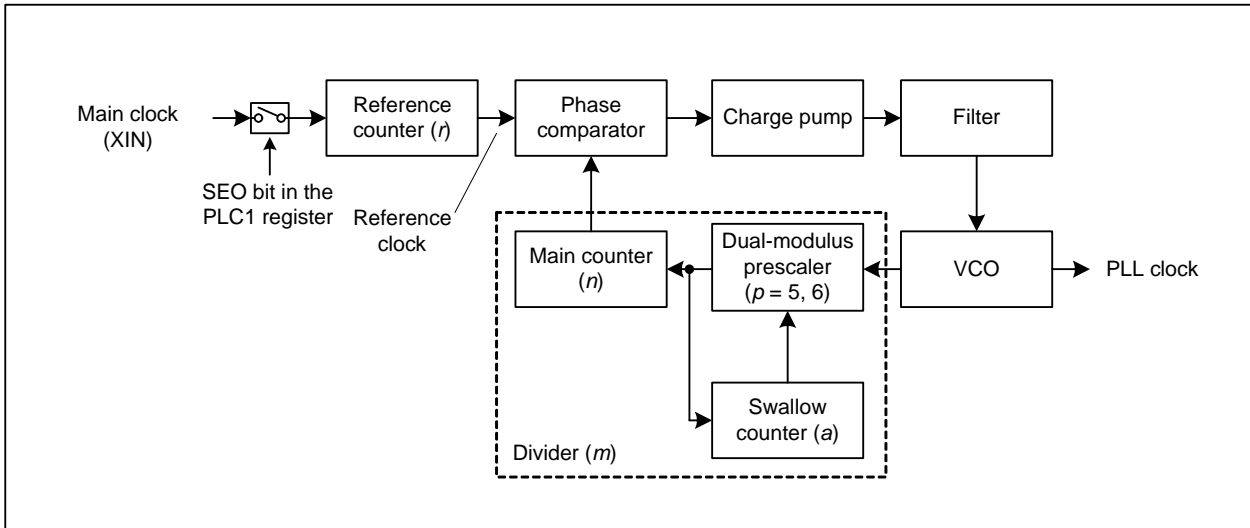 Main clock
(XIN)
SEO bit in the
PLC1 register
Reference
counter (r)
Reference
clock
Phase
comparator
Charge pump
Filter
Main counter
(n)
Dual-modulus
prescaler
(p = 5, 6)
VCO
PLL clock
Swallow
counter (a)
Divider (m)